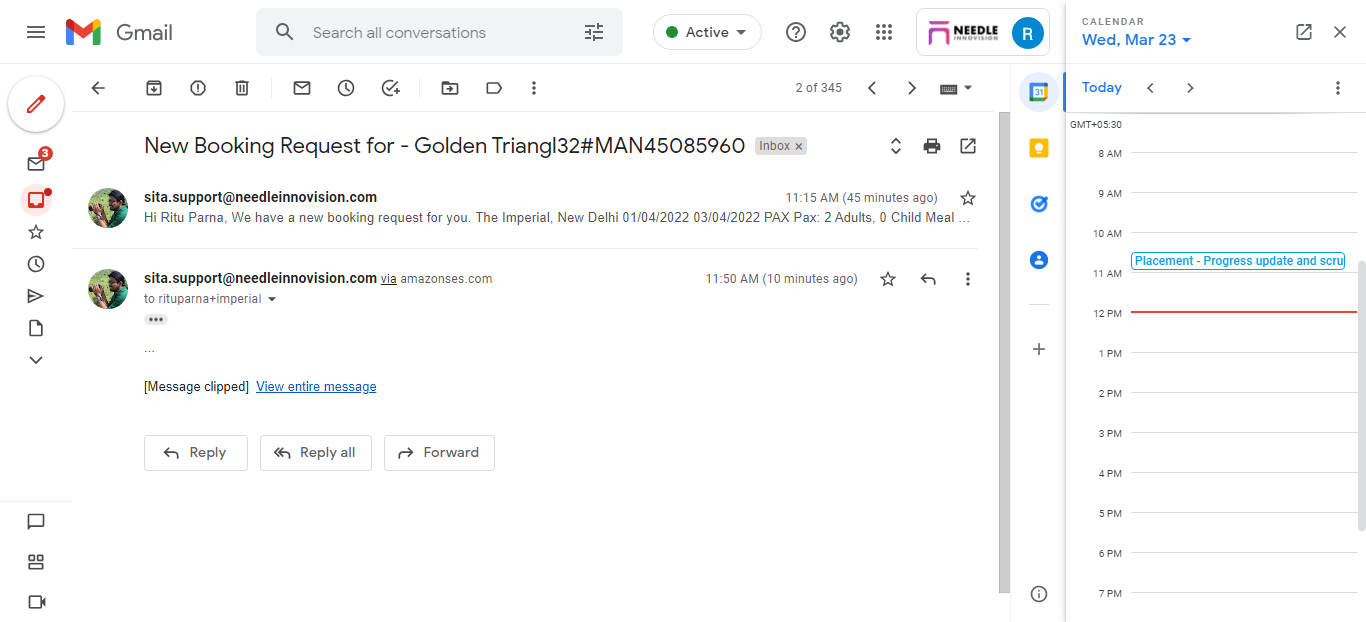 Gmail
Search all conversations
Active
NEEDLE
INNOVISION
R
CALENDAR
Wed, Mar 23
2 of 345
Today
31
3
New Booking Request for - Golden Triangl32#MAN45085960
Inbox ×
sita.support@needleinnovision.com
11:15 AM (45 minutes ago)
Hi Ritu Parna, We have a new booking request for you. The Imperial, New Delhi 01/04/2022 03/04/2022 PAX Pax: 2 Adults, 0 Child Meal ...
sita.support@needleinnovision.com via amazonses.com
11:50 AM (10 minutes ago)
to rituparna+imperial
...
[Message clipped] View entire message
Reply
Reply all
Forward
GMT+05:30
8 AM
9 AM
10 AM
Placement - Progress update and scru
11 AM
12 PM
1 PM
2 PM
3 PM
4 PM
5 PM
6 PM
7 PM